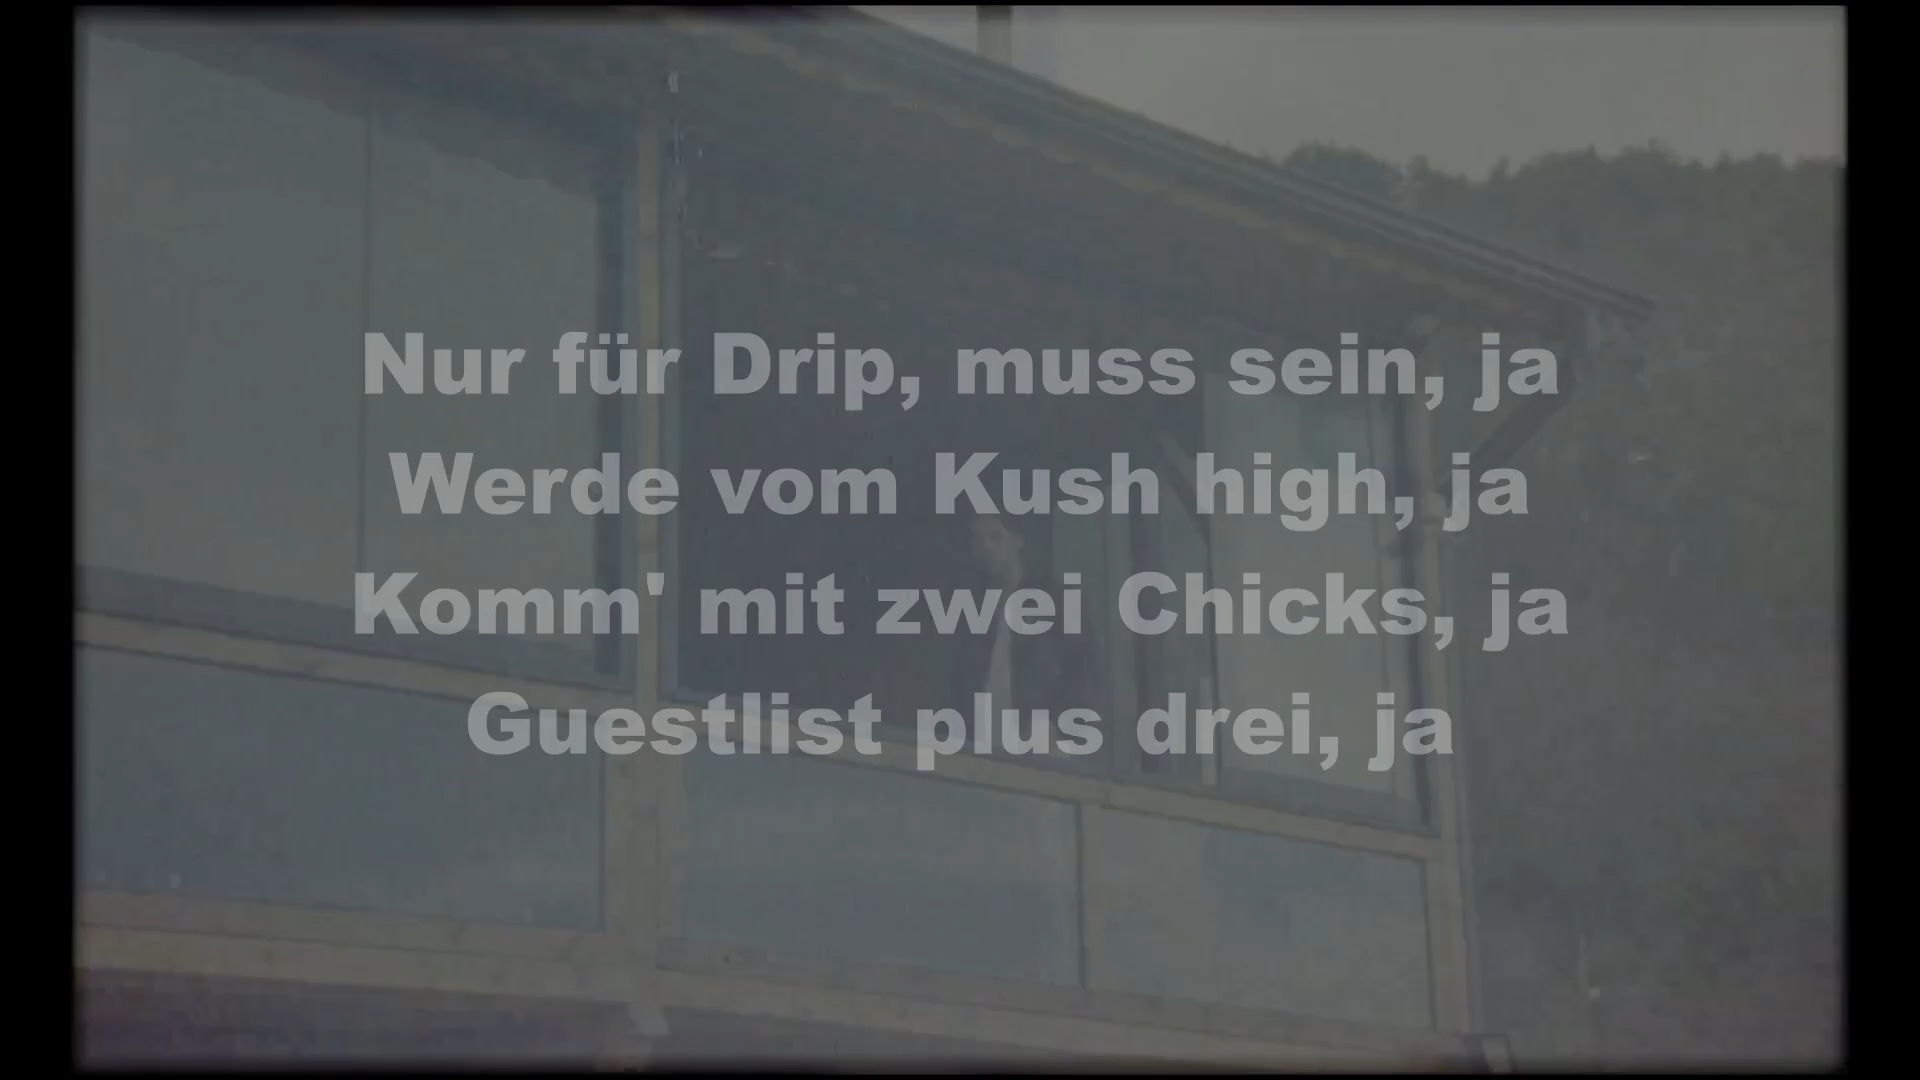 Nur für Drip, muss sein, ja
Werde vom Kush high, ja
Komm' mit zwei Chicks, ja
Guestlist plus drei, ja